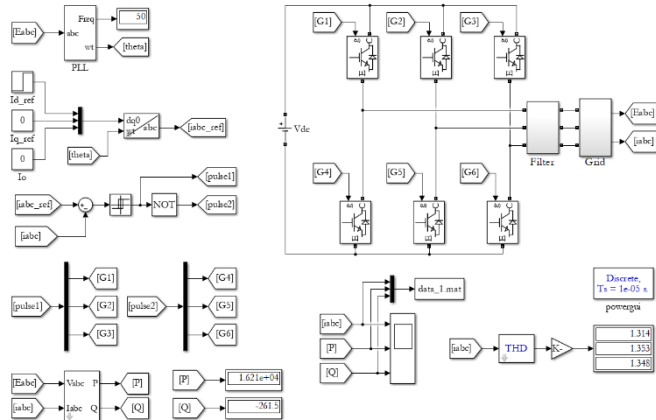 [Eabc]
abc
Freq
wt
PLL
50
[theta]
Id_ref
0
Iq_ref
0
Io
dq0
wt
abc
[theta]
[iabc_ref]
[iabc_ref]
[iabc]
NOT
[pulse1]
[pulse2]
[pulse1]
[G1]
[G2]
[G3]
[pulse2]
[G4]
[G5]
[G6]
[Eabc]
[iabc]
Vabc
Iabc
P
Q
[P]
[Q]
[P]
1.621e+04
[Q]
-261.5
[G1]
[G2]
[G3]
Vdc
[G4]
[G5]
[G6]
Filter
Grid
[Eabc]
[iabc]
[iabc]
[P]
[Q]
data_1.mat
Discrete,
Ts = 1e-05 s.
powergui
[iabc]
THD
K-
1.314
1.353
1.348